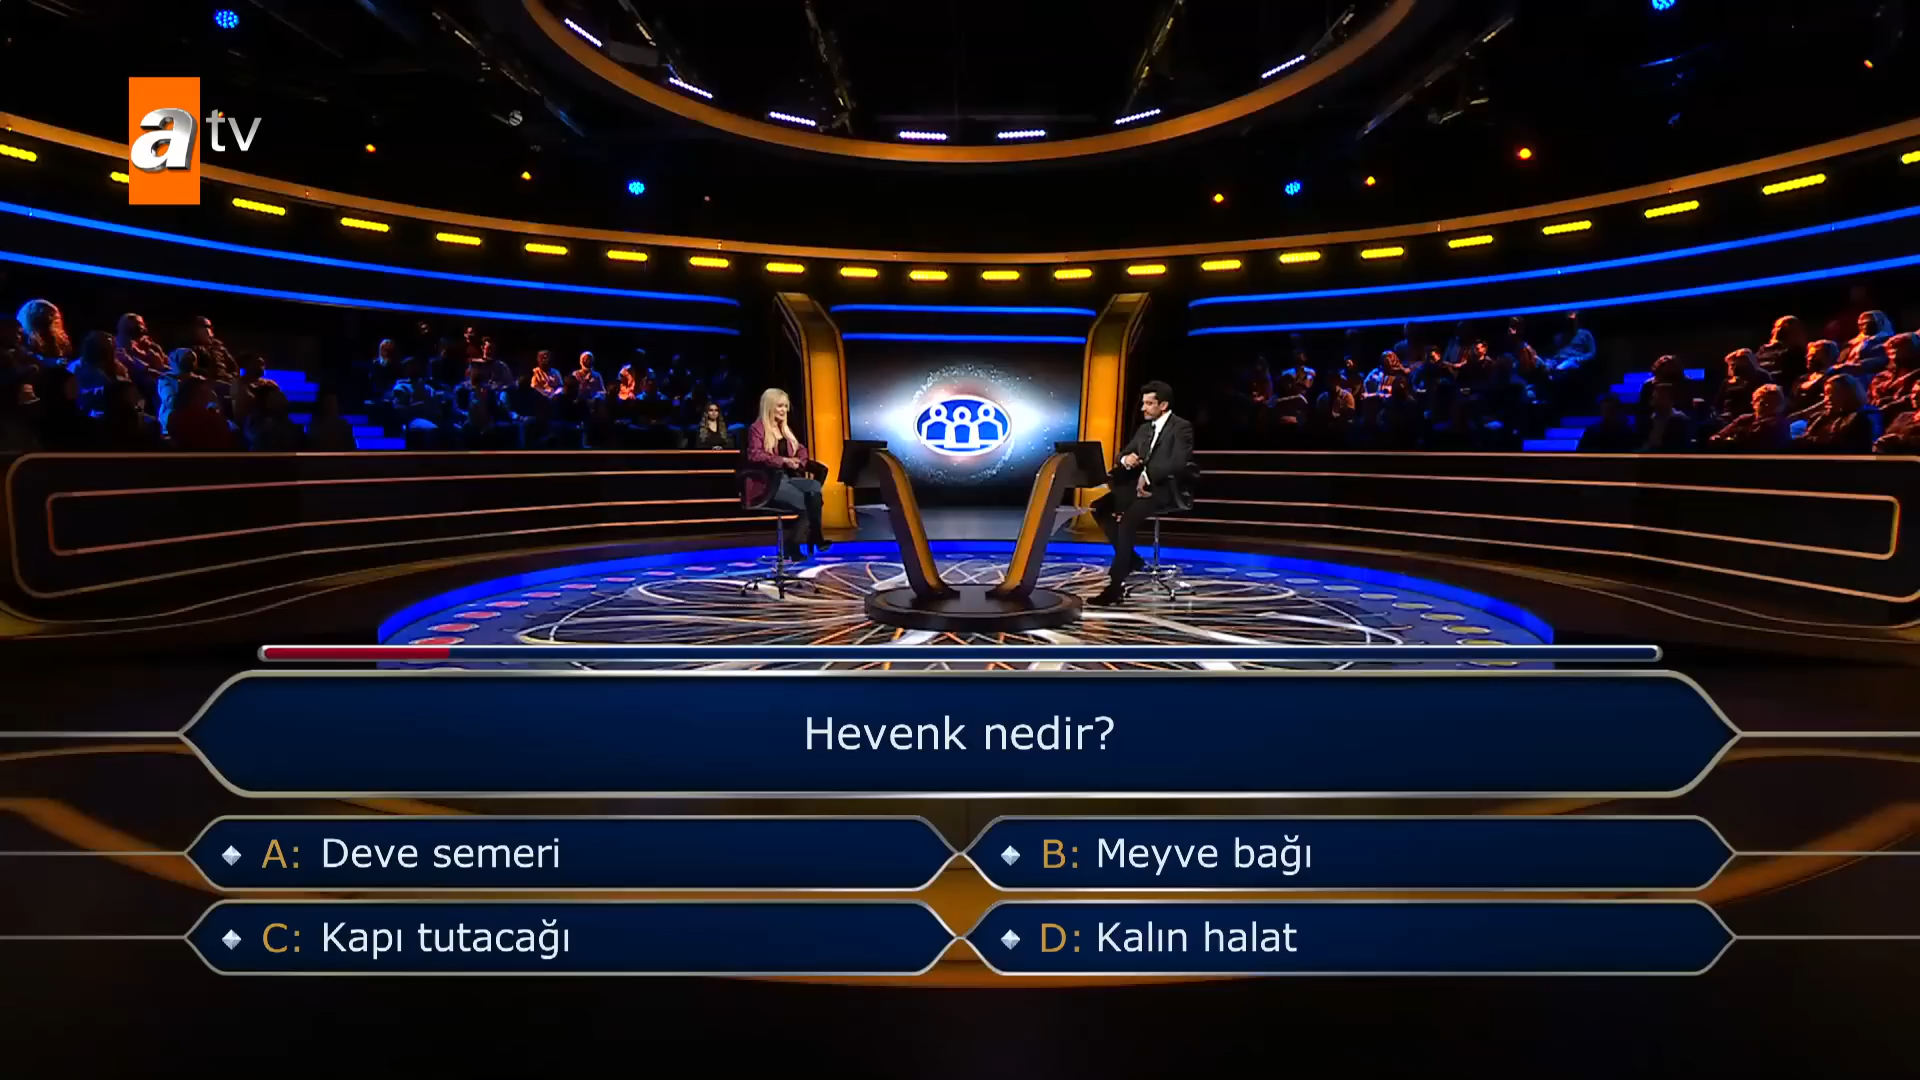 atv
Hevenk nedir?
A: Deve semeri
B: Meyve bağı
C: Kapı tutacağı
D: Kalın halat